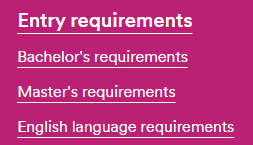 Entry requirements
Bachelor's requirements
Master's requirements
English language requirements